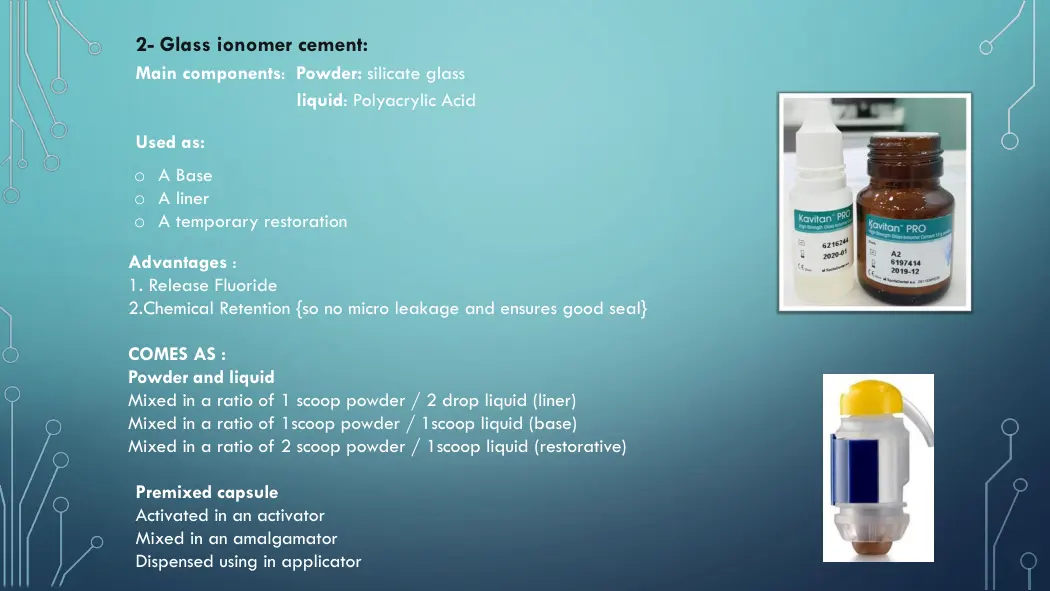 2- Glass ionomer cement:
Main components: Powder: silicate glass
liquid: Polyacrylic Acid
Used as:
A Base
A liner
A temporary restoration
Advantages :
1. Release Fluoride
2.Chemical Retention {so no micro leakage and ensures good seal}
COMES AS :
Powder and liquid
Mixed in a ratio of 1 scoop powder / 2 drop liquid (liner)
Mixed in a ratio of 1scoop powder / 1scoop liquid (base)
Mixed in a ratio of 2 scoop powder / 1scoop liquid (restorative)
Premixed capsule
Activated in an activator
Mixed in an amalgamator
Dispensed using in applicator
Kavitan PRO
6216244
2020-01
Kavitan PRO
A2
6197414
2019-12